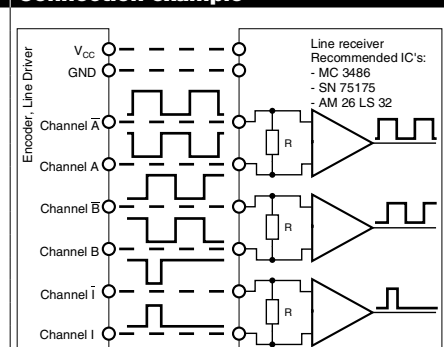 Connection example
Encoder, Line Driver
V_CC
GND
Channel A̅
Channel A
Channel B̅
Channel B
Channel I̅
Channel I
Line receiver
Recommended IC's:
- MC 3486
- SN 75175
- AM 26 LS 32
R
R
R